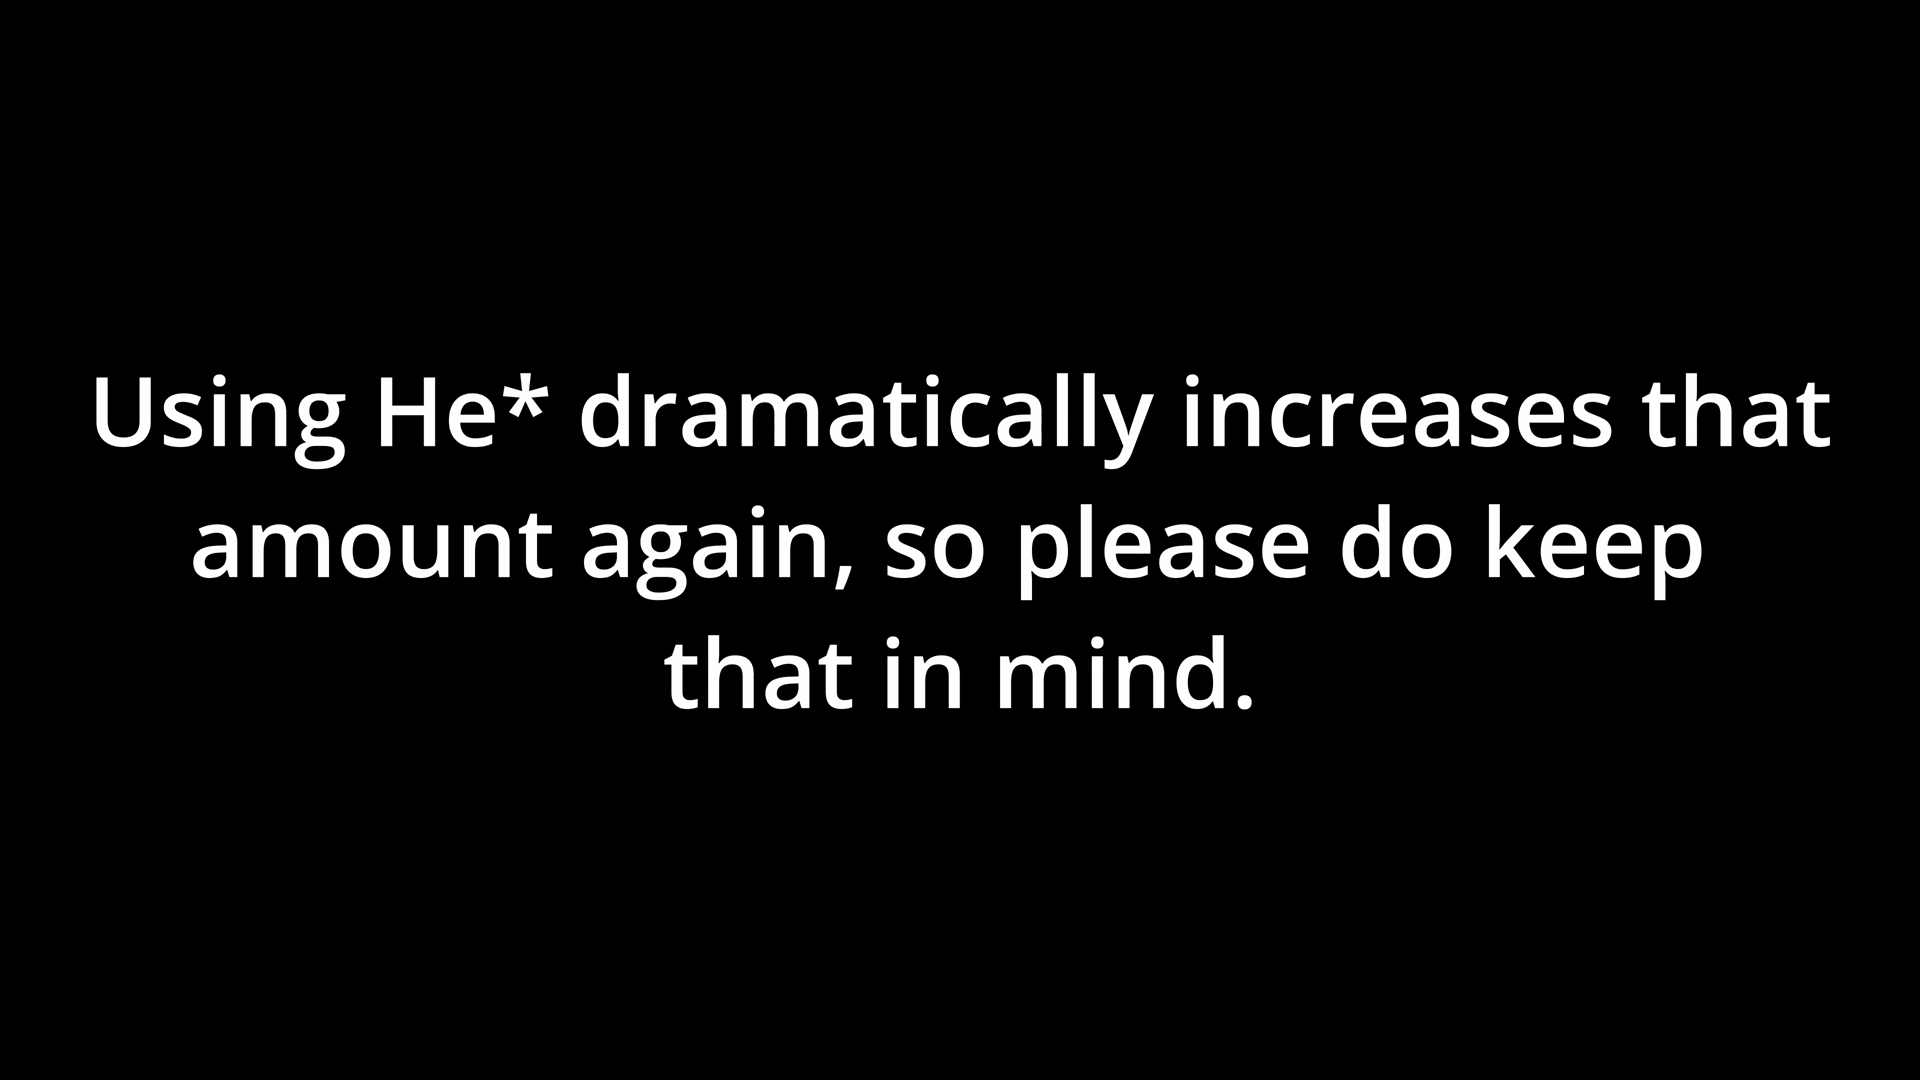 Using He* dramatically increases that
amount again, so please do keep
that in mind.